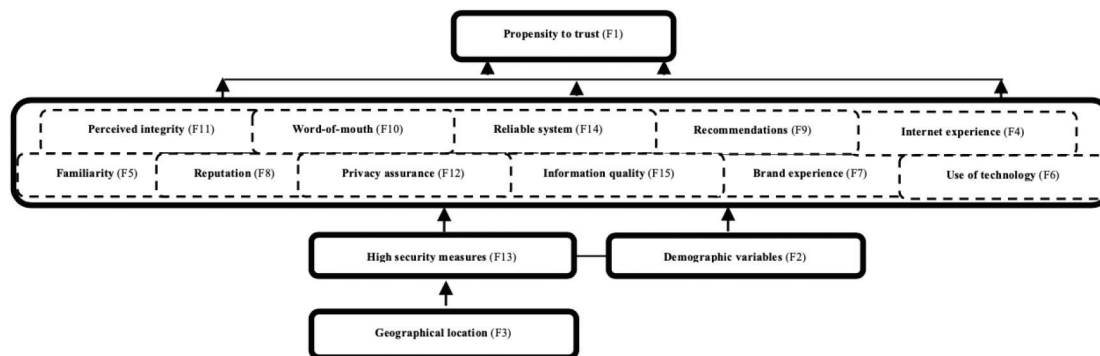 Propensity to trust (F1)
Perceived integrity (F11)
Word-of-mouth (F10)
Reliable system (F14)
Recommendations (F9)
Internet experience (F4)
Familiarity (F5)
Reputation (F8)
Privacy assurance (F12)
Information quality (F15)
Brand experience (F7)
Use of technology (F6)
High security measures (F13)
Demographic variables (F2)
Geographical location (F3)